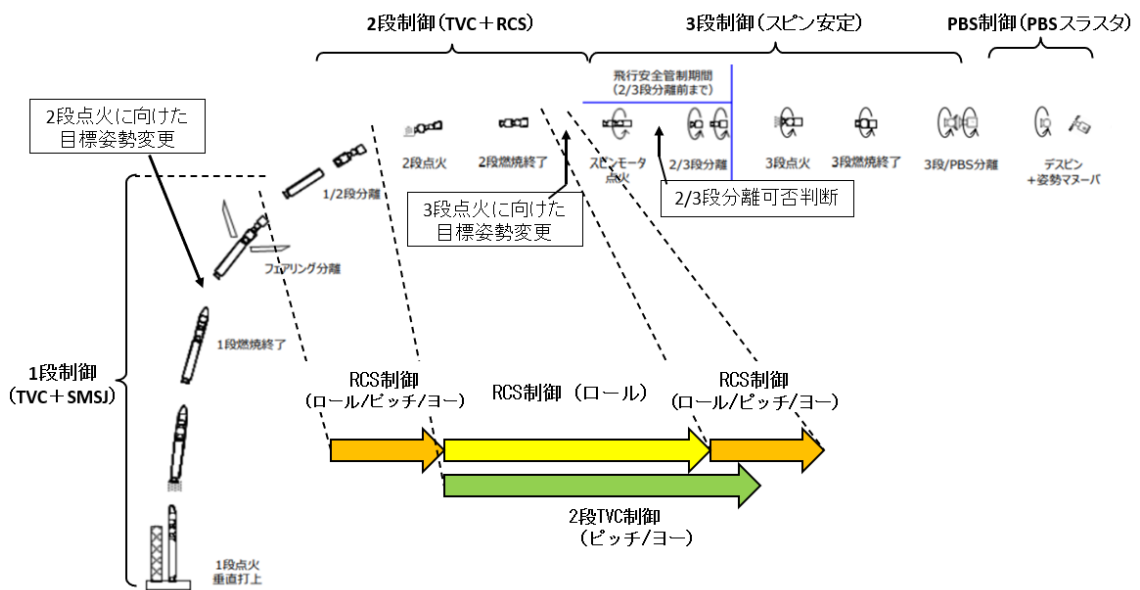 2段制御(TVC+RCS)
3段制御(スピン安定)
PBS制御(PBSスラスタ)
飛行安全管制期間
(2/3段分離前まで)
2段点火に向けた
目標姿勢変更
2段点火
2段燃焼終了
スピンモータ
点火
2/3段分離
3段点火
3段燃焼終了
3段/PBS分離
デスピン
+姿勢マヌーバ
1/2段分離
3段点火に向けた
目標姿勢変更
2/3段分離可否判断
フェアリング分離
1段燃焼終了
1段制御
(TVC+SMSJ)
RCS制御
(ロール/ピッチ/ヨー)
RCS制御 (ロール)
RCS制御
(ロール/ピッチ/ヨー)
2段TVC制御
(ピッチ/ヨー)
1段点火
垂直打上